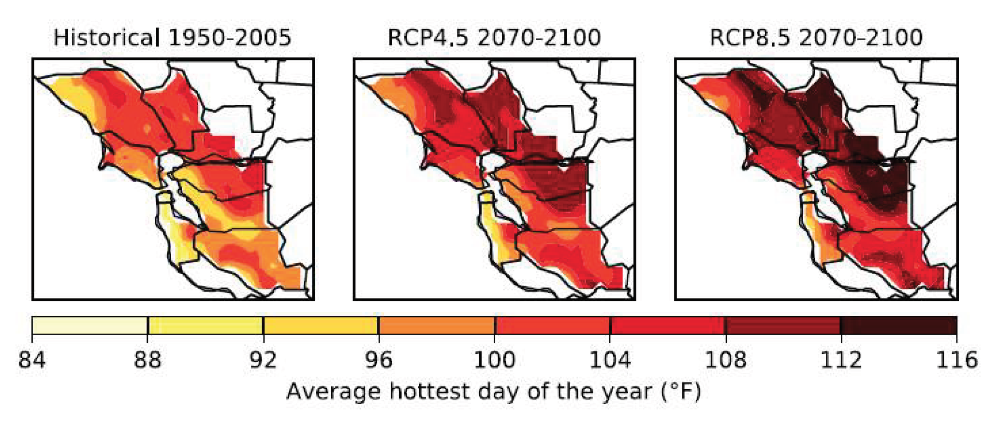 Historical 1950-2005 RCP4.5 2070-2100 RCP8.5 2070-2100
84 88 92 96 100 104 108 112 116
Average hottest day of the year (°F)